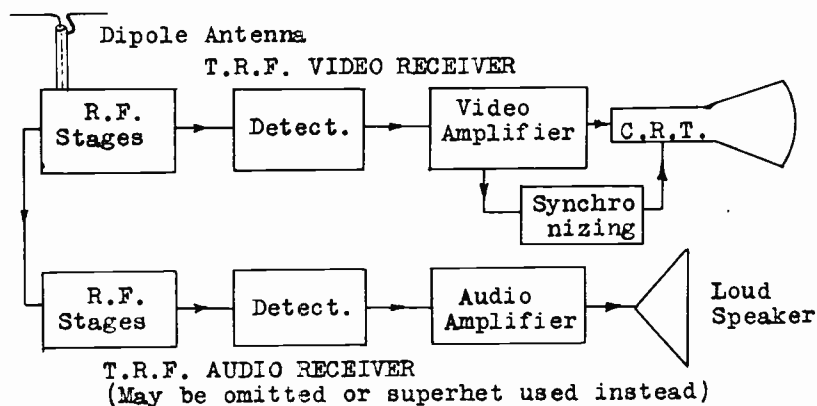 Dipole Antenna
T.R.F. VIDEO RECEIVER
R.F.
Stages
Detect.
Video
Amplifier
C.R.T.
Synchro
nizing
R.F.
Stages
Detect.
Audio
Amplifier
Loud
Speaker
T.R.F. AUDIO RECEIVER
(May be omitted or superhet used instead)